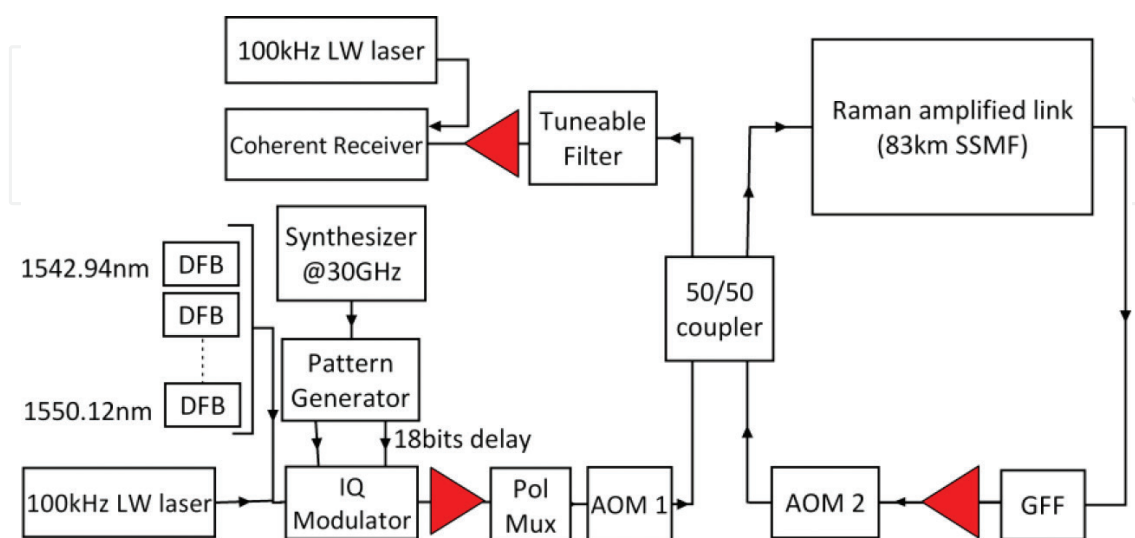 100kHz LW laser
Coherent Receiver
Tuneable
Filter
Raman amplified link
(83km SSMF)
Synthesizer
@30GHz
1542.94nm
DFB
DFB
DFB
1550.12nm
50/50
coupler
Pattern
Generator
18bits delay
100kHz LW laser
IQ
Modulator
Pol
Mux
AOM 1
AOM 2
GFF